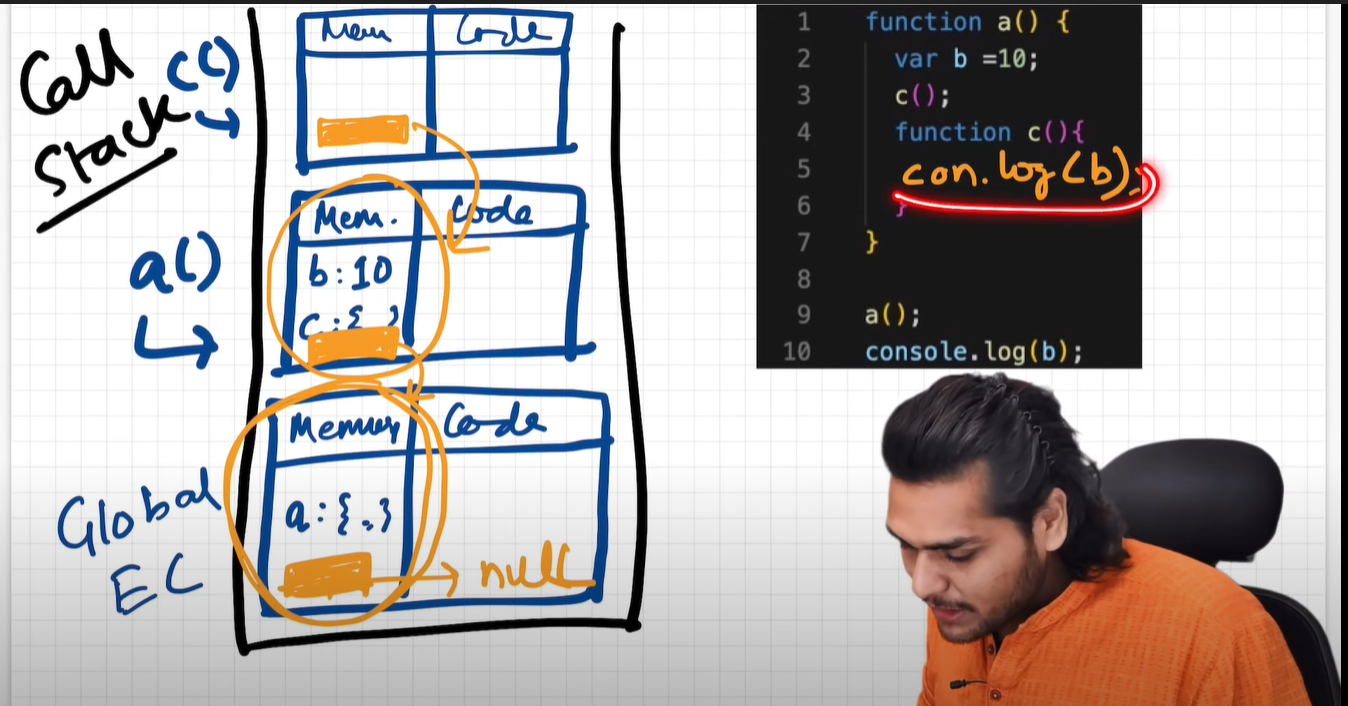 Call
Stack
c()
Mem
Code
a()
Mem.
Code
b:10
c:{ }
Global
EC
Memory
Code
a:{.}
null
1 function a() {
2 var b =10;
3 c();
4 function c(){
5 con.log(b);
6 }
7 }
8
9 a();
10 console.log(b);